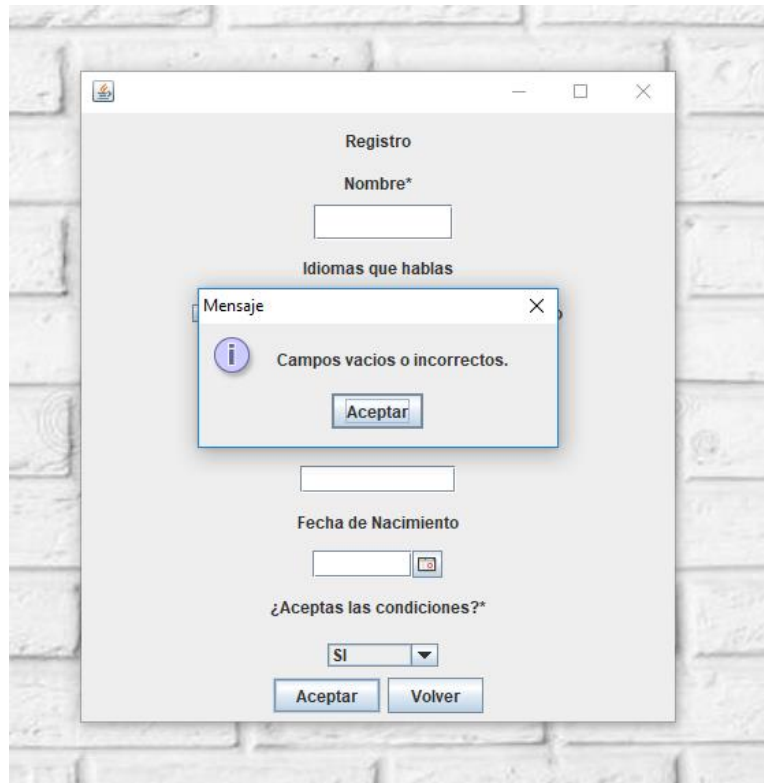 Registro
Nombre*
Idiomas que hablas
Mensaje
Campos vacios o incorrectos.
Aceptar
Fecha de Nacimiento
¿Aceptas las condiciones?*
SI
Aceptar Volver